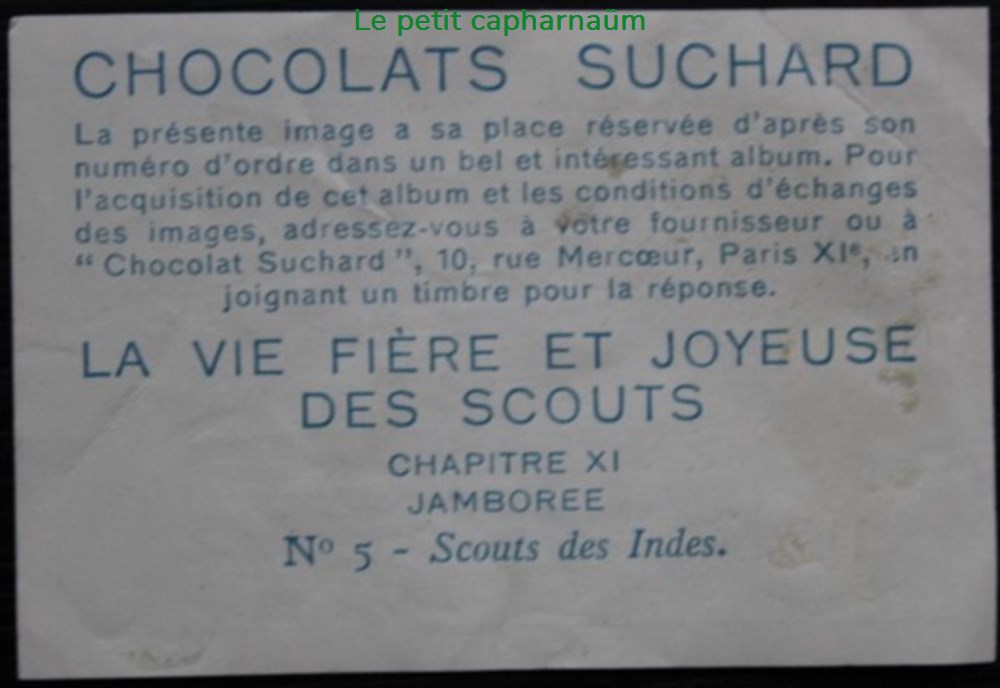 Le petit capharnaüm
CHOCOLATS SUCHARD
La présente image a sa place réservée d'après son
numéro d'ordre dans un bel et intéressant album. Pour
l'acquisition de cet album et les conditions d'échanges
des images, adressez-vous à votre fournisseur ou à
“ Chocolat Suchard ”, 10, rue Mercœur, Paris XIe, en
joignant un timbre pour la réponse.
LA VIE FIÈRE ET JOYEUSE
DES SCOUTS
CHAPITRE XI
JAMBOREE
No 5 - Scouts des Indes.